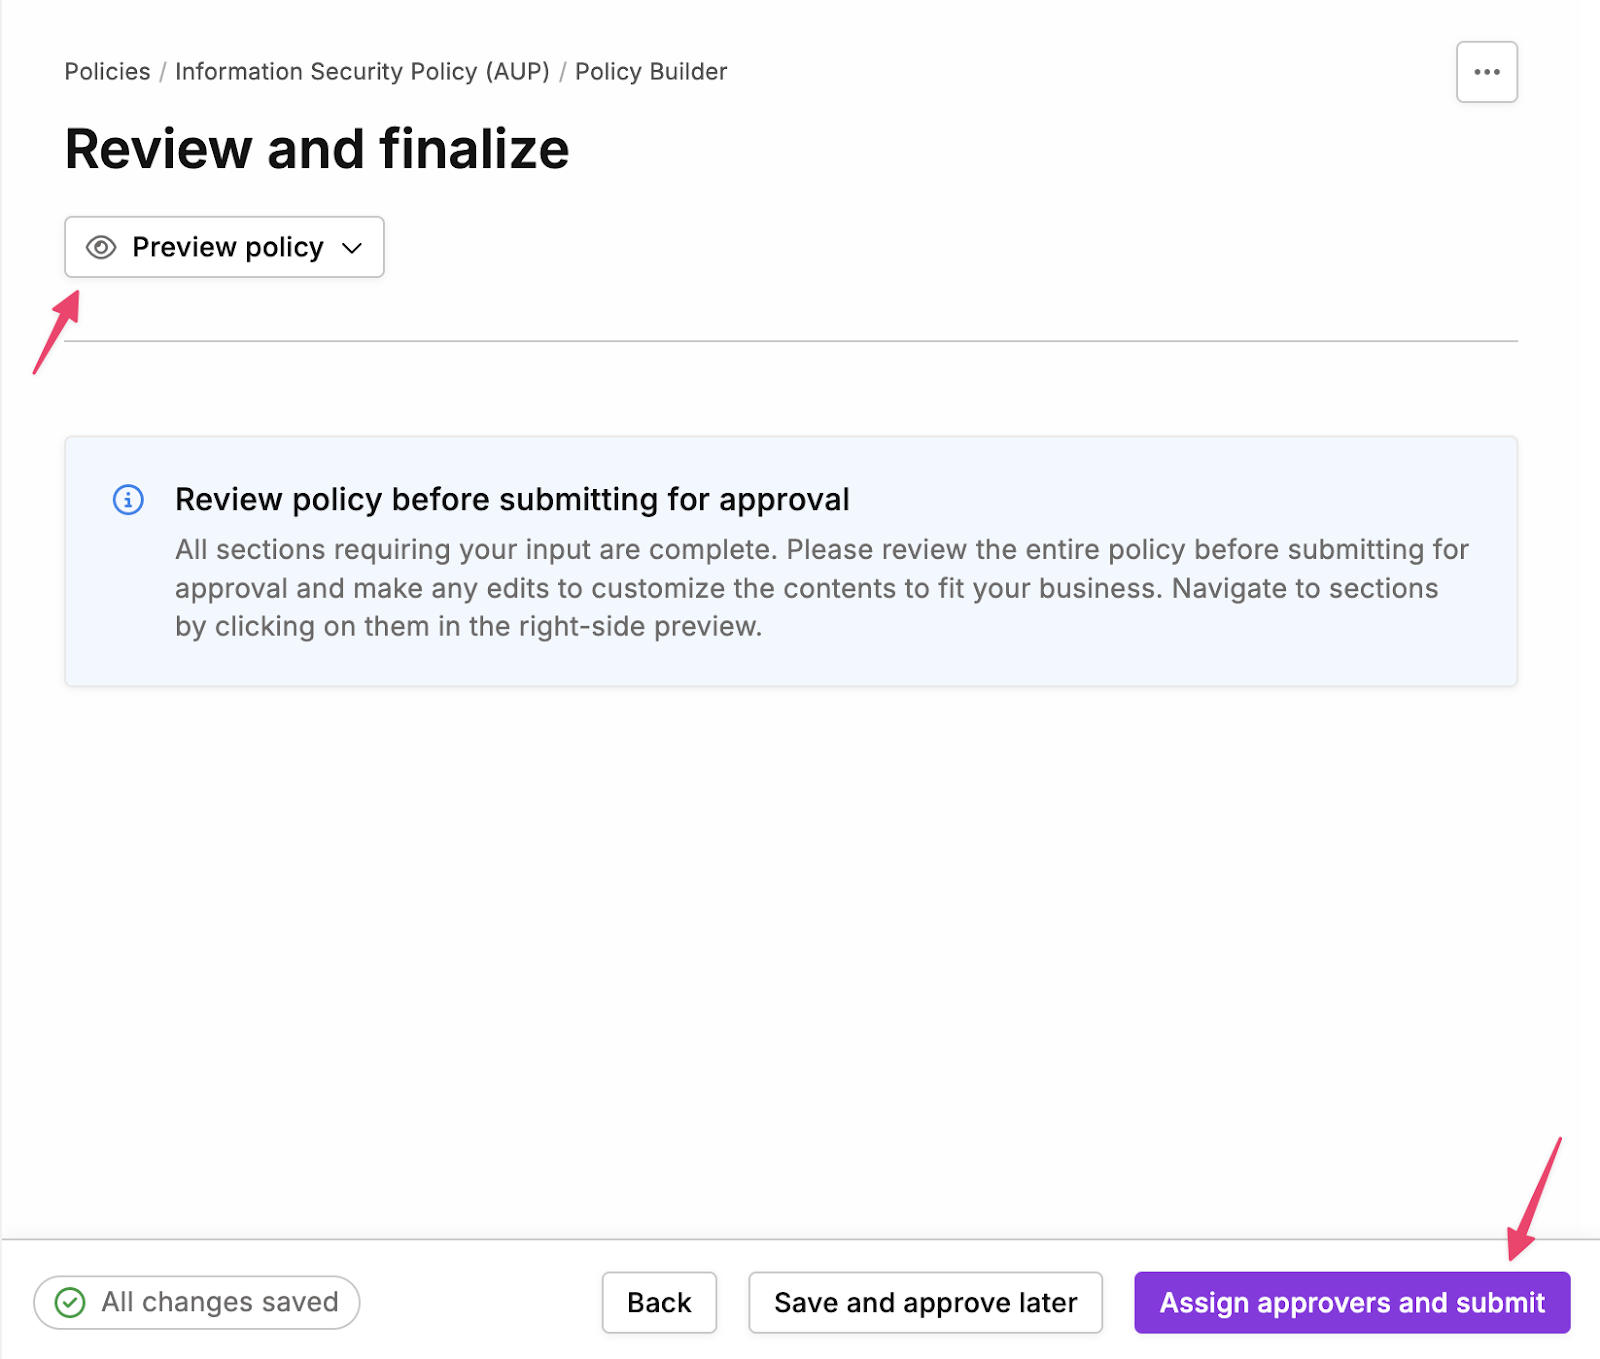 Policies / Information Security Policy (AUP) / Policy Builder
Review and finalize
Preview policy
Review policy before submitting for approval
All sections requiring your input are complete. Please review the entire policy before submitting for
approval and make any edits to customize the contents to fit your business. Navigate to sections
by clicking on them in the right-side preview.
All changes saved
Back
Save and approve later
Assign approvers and submit